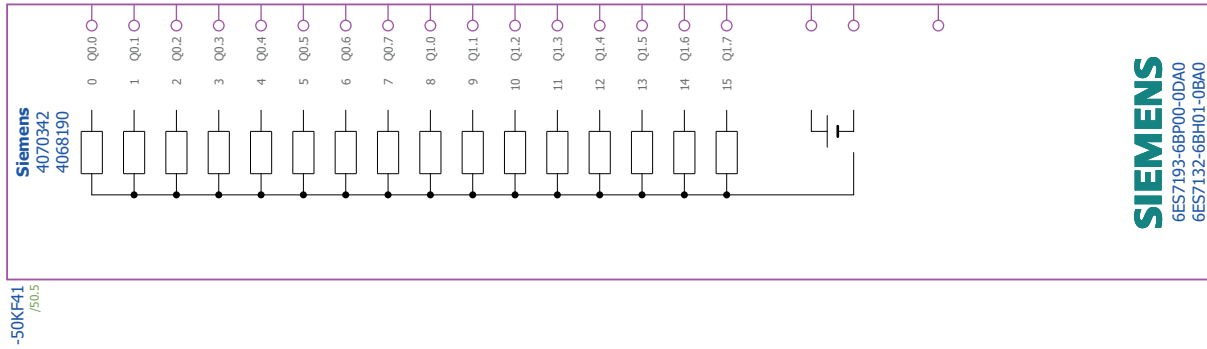 Q0.0
Q0.1
Q0.2
Q0.3
Q0.4
Q0.5
Q0.6
Q0.7
Q1.0
Q1.1
Q1.2
Q1.3
Q1.4
Q1.5
Q1.6
Q1.7
0
1
2
3
4
5
6
7
8
9
10
11
12
13
14
15
Siemens
4070342
4068190
SIEMENS
6ES7193-6BP00-0DA0
6ES7132-6BH01-0BA0
-50KF41
/50.5